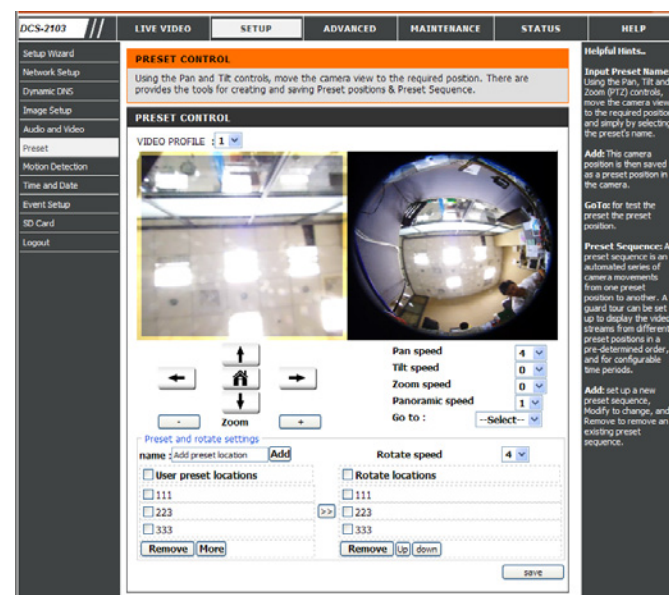 DCS-2103
LIVE VIDEO
SETUP
ADVANCED
MAINTENANCE
STATUS
HELP
Setup Wizard
Network Setup
Dynamic DNS
Image Setup
Audio and Video
Preset
Motion Detection
Time and Date
Event Setup
SD Card
Logout
PRESET CONTROL
Using the Pan and Tilt controls, move the camera view to the required position. There are
provides the tools for creating and saving Preset positions & Preset Sequence.
PRESET CONTROL
VIDEO PROFILE : 1
Pan speed 4
Tilt speed 0
Zoom speed 0
Panoramic speed 1
Go to : --Select--
- Zoom +
Preset and rotate settings
name : Add preset location Add
Rotate speed 4
User preset locations
111
223
333
Remove More
>>
Rotate locations
111
223
333
Remove Up down
save
Helpful Hints..
Input Preset Name:
Using the Pan, Tilt and
Zoom (PTZ) controls,
move the camera view
to the required position
and simply by selecting
the preset's name.
Add: This camera
position is then saved
as a preset position in
the camera.
GoTo: for test the
preset the preset
position.
Preset Sequence: A
preset sequence is an
automated series of
camera movements
from one preset
position to another. A
guard tour can be set
up to display the video
streams from different
preset positions in a
pre-determined order,
and for configurable
time periods.
Add: set up a new
preset sequence,
Modify to change, and
Remove to remove an
existing preset
sequence.